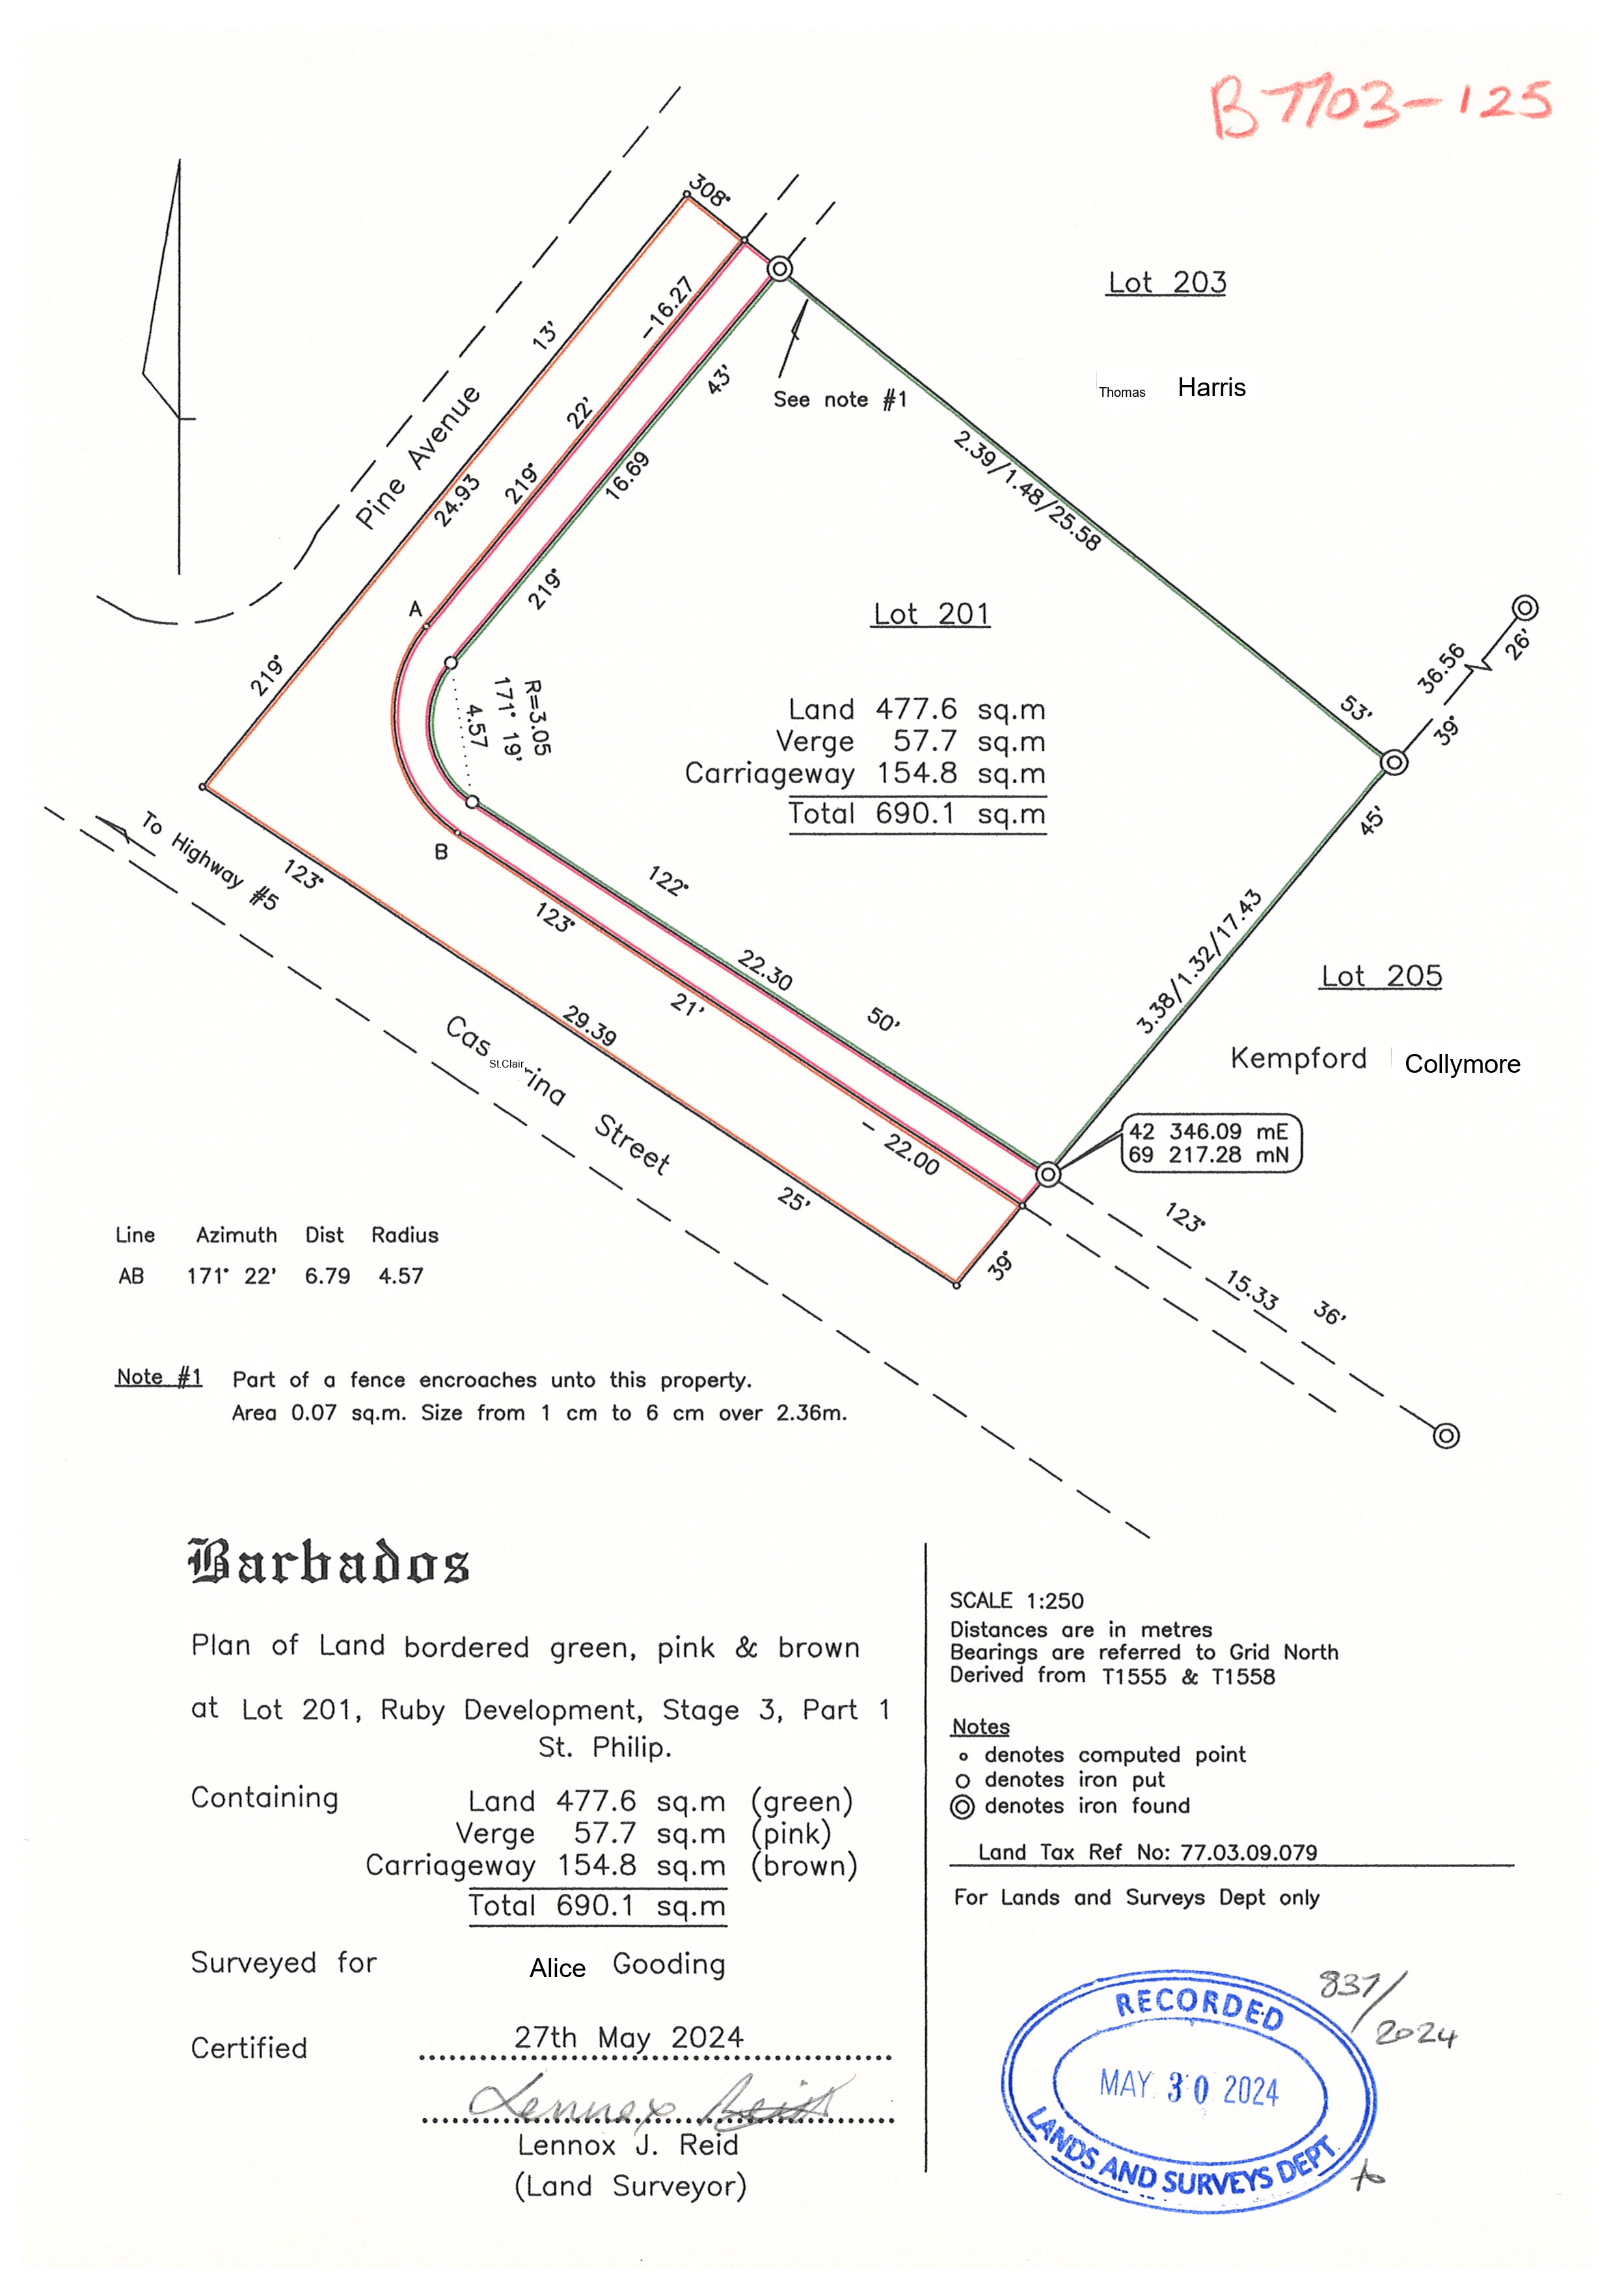 B7703-125
308°
-16.27
13'
43'
22'
Lot 203
Thomas Harris
See note #1
Pine Avenue
24.93
219°
16.69
2.39/1.48/25.58
219°
A
219°
Lot 201
R=3.05
171° 19'
4.57
Land 477.6 sq.m
Verge 57.7 sq.m
Carriageway 154.8 sq.m
Total 690.1 sq.m
36.56
26'
53'
39°
45'
B
To Highway #5
123°
122°
123°
22.30
21'
50'
3.38/1.32/17.43
Lot 205
Kempford Collymore
29.39
Cas St.Clair rina Street
- 22.00
25'
42 346.09 mE
69 217.28 mN
39°
123°
15.33
36'
Line Azimuth Dist Radius
AB 171° 22' 6.79 4.57
Note #1 Part of a fence encroaches unto this property.
Area 0.07 sq.m. Size from 1 cm to 6 cm over 2.36m.
Barbados
Plan of Land bordered green, pink & brown
at Lot 201, Ruby Development, Stage 3, Part 1
St. Philip.
Containing Land 477.6 sq.m (green)
Verge 57.7 sq.m (pink)
Carriageway 154.8 sq.m (brown)
Total 690.1 sq.m
Surveyed for Alice Gooding
Certified 27th May 2024
Lennox Reid
Lennox J. Reid
(Land Surveyor)
SCALE 1:250
Distances are in metres
Bearings are referred to Grid North
Derived from T1555 & T1558
Notes
denotes computed point
denotes iron put
denotes iron found
Land Tax Ref No: 77.03.09.079
For Lands and Surveys Dept only
831/2024
RECORDED
MAY 30 2024
LANDS AND SURVEYS DEPT